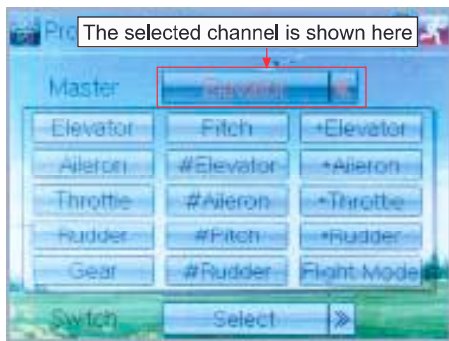 Pro
The selected channel is shown here
Master
Elevator Pitch +Elevator
Aileron #Elevator +Aileron
Throttle #Aileron +Throttle
Rudder #Pitch +Rudder
Gear #Rudder Flight Mode
Switch Select »